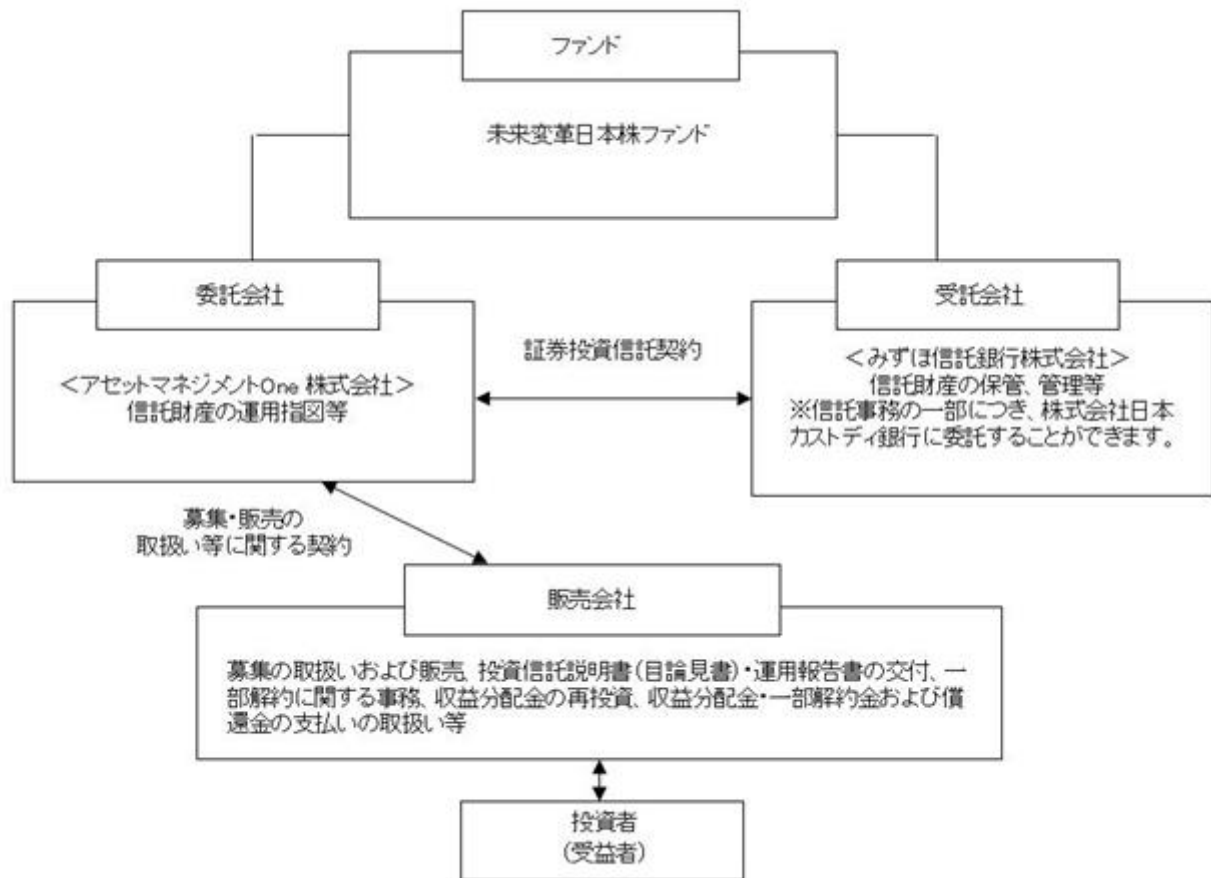 ファンド
未来変革日本株ファンド
委託会社
<アセットマネジメントOne 株式会社>
信託財産の運用指図等
証券投資信託契約
受託会社
<みずほ信託銀行株式会社>
信託財産の保管、管理等
※信託事務の一部につき、株式会社日本
カストディ銀行に委託することができます。
募集・販売の
取扱い等に関する契約
販売会社
募集の取扱いおよび販売、投資信託説明書(目論見書)・運用報告書の交付、一
部解約に関する事務、収益分配金の再投資、収益分配金・一部解約金および償
還金の支払いの取扱い等
投資者
(受益者)